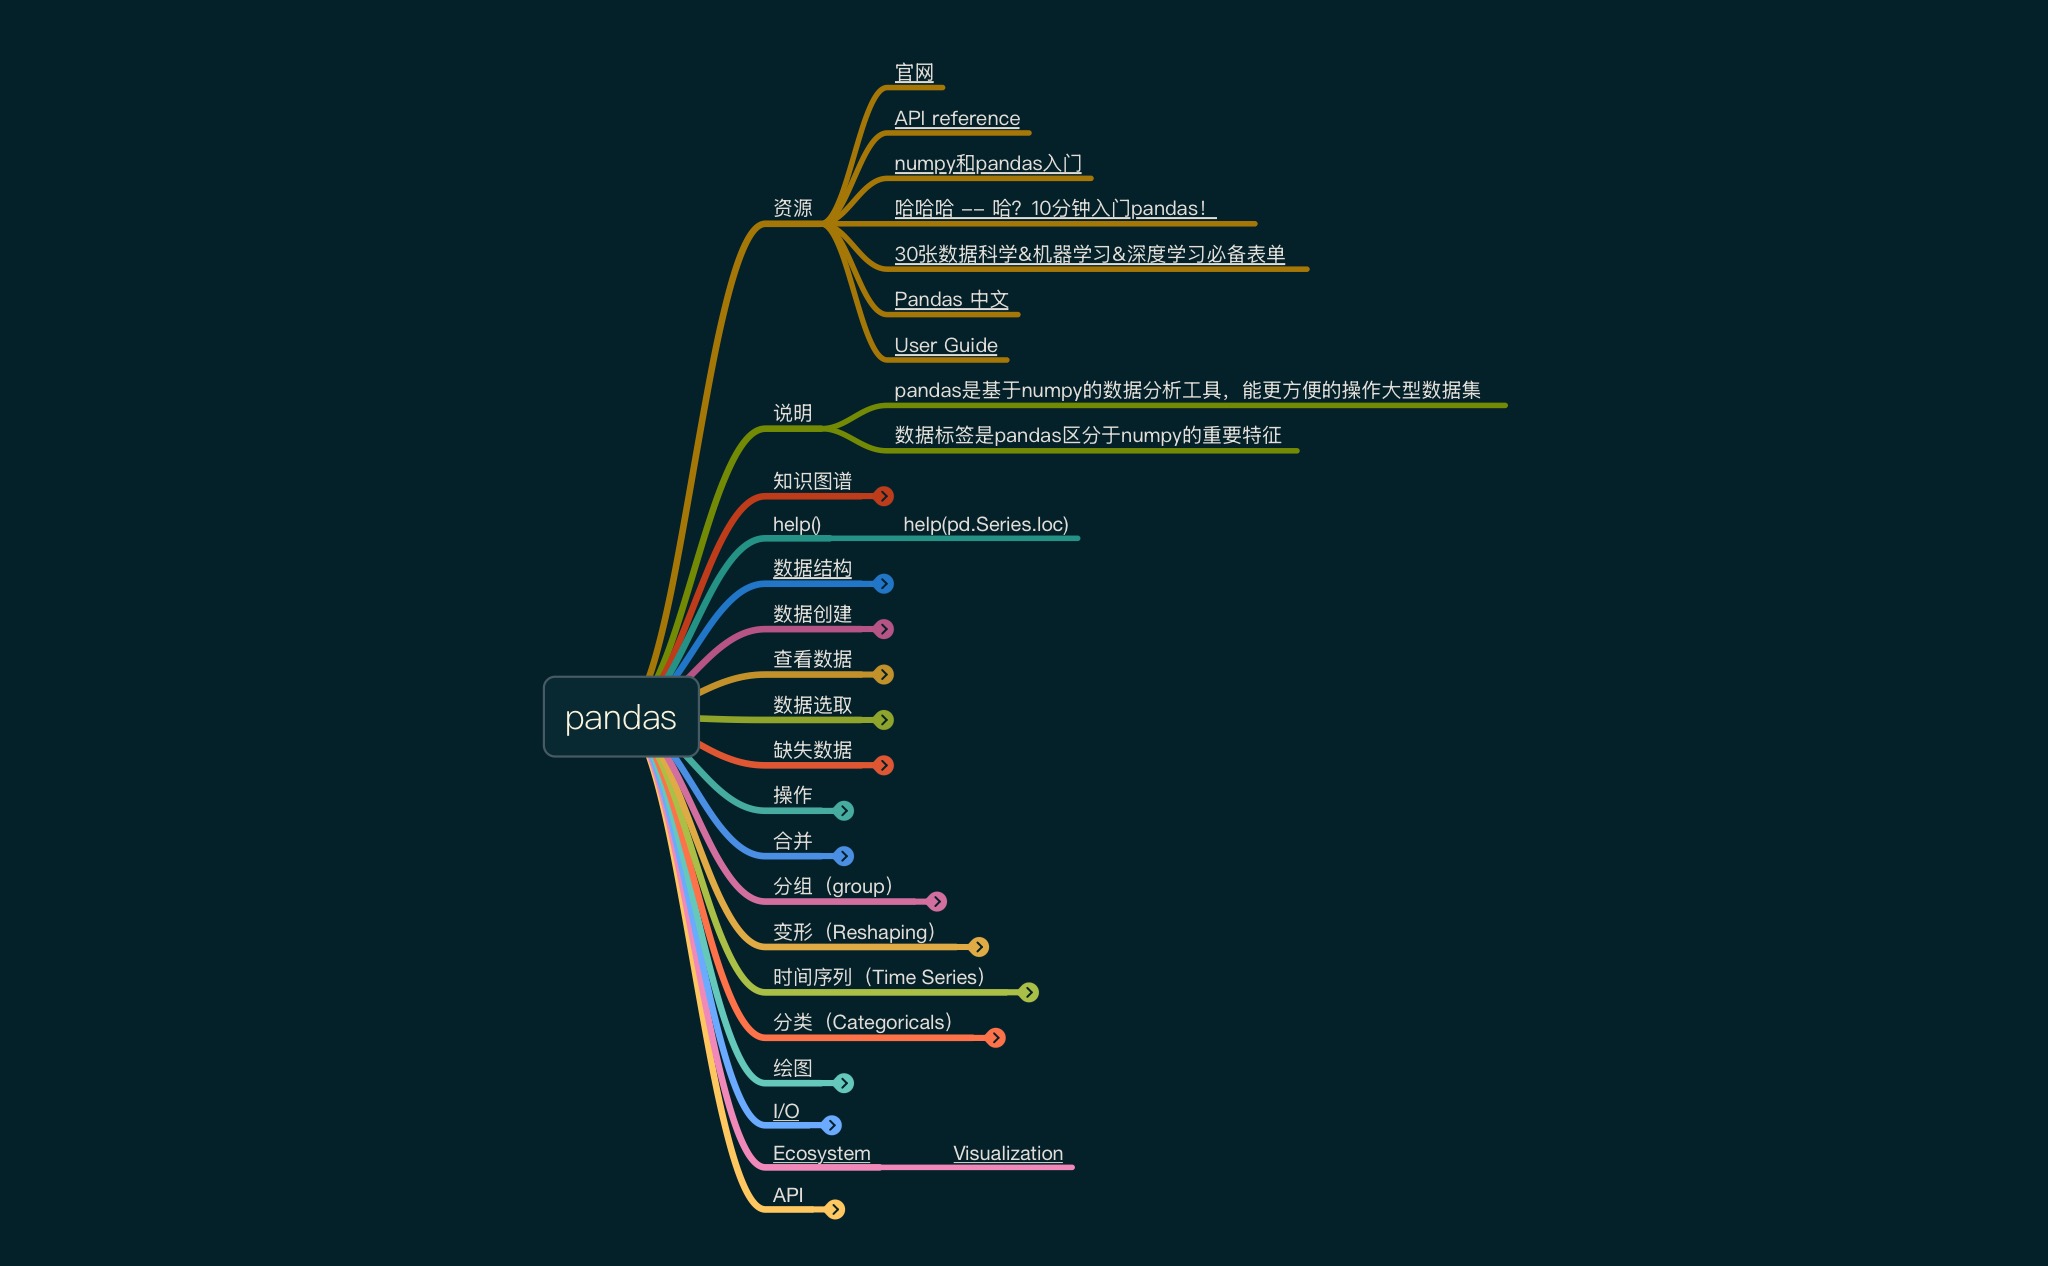 官网
API reference
numpy和pandas入门
资源
哈哈哈 -- 哈？10分钟入门pandas！
30张数据科学&机器学习&深度学习必备表单
Pandas 中文
User Guide
pandas是基于numpy的数据分析工具，能更方便的操作大型数据集
说明
数据标签是pandas区分于numpy的重要特征
知识图谱
help() help(pd.Series.loc)
数据结构
数据创建
查看数据
数据选取
pandas
缺失数据
操作
合并
分组（group）
变形（Reshaping）
时间序列（Time Series）
分类（Categoricals）
绘图
I/O
Ecosystem Visualization
API